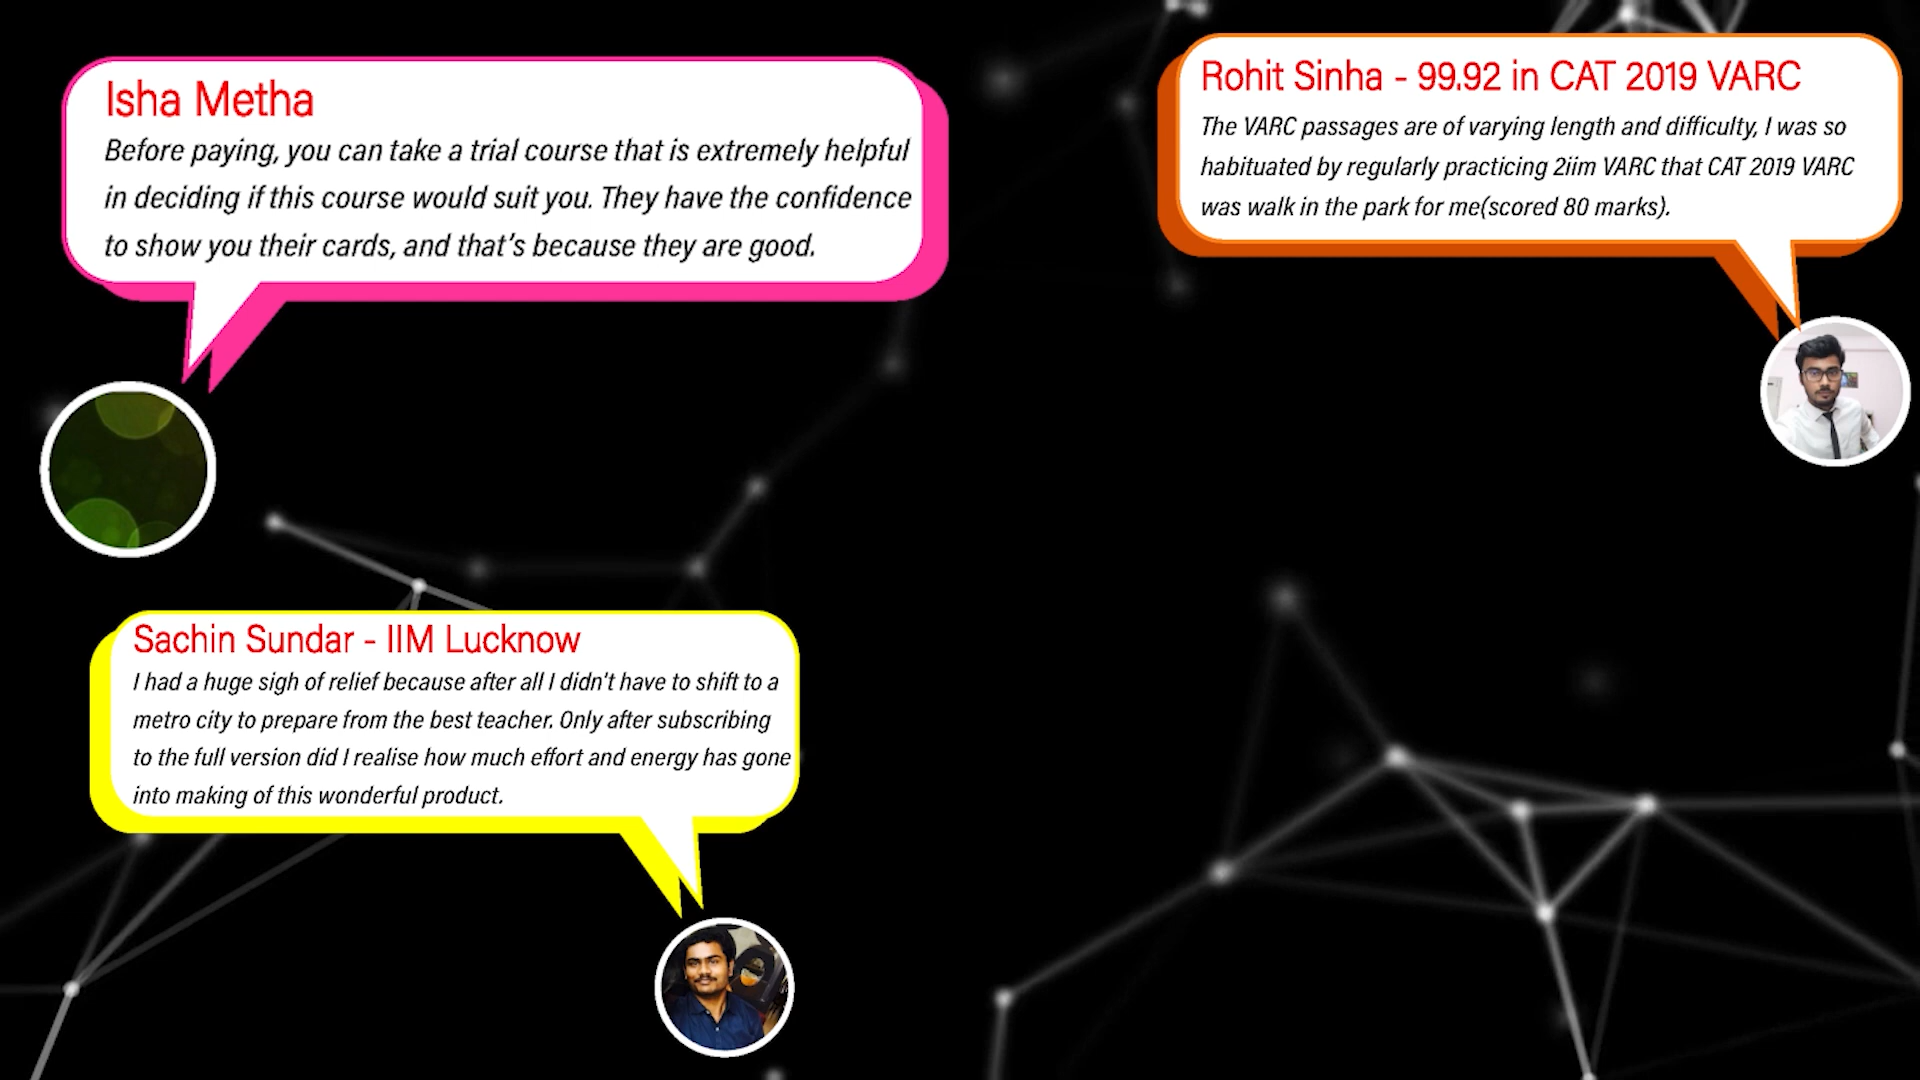 Isha Metha
Before paying, you can take a trial course that is extremely helpful
in deciding if this course would suit you. They have the confidence
to show you their cards, and that's because they are good.
Rohit Sinha - 99.92 in CAT 2019 VARC
The VARC passages are of varying length and difficulty, I was so
habituated by regularly practicing 2iim VARC that CAT 2019 VARC
was walk in the park for me(scored 80 marks).
Sachin Sundar - IIM Lucknow
I had a huge sigh of relief because after all I didn't have to shift to a
metro city to prepare from the best teacher. Only after subscribing
to the full version did I realise how much effort and energy has gone
into making of this wonderful product.